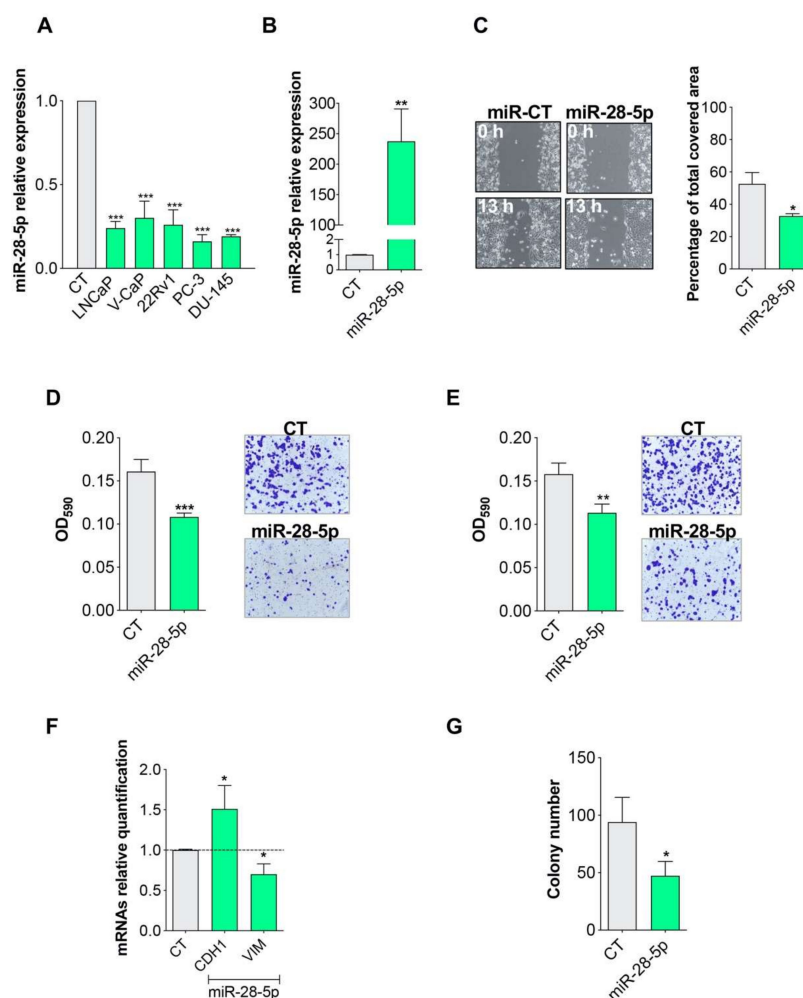 A
miR-28-5p relative expression
1.0
0.5
0.0
***
***
***
***
***
CT
LNCaP
V-CaP
22Rv1
PC-3
DU-145
B
miR-28-5p relative expression
300
250
200
150
100
2
1
0
**
CT
miR-28-5p
C
miR-CT
miR-28-5p
0 h
0 h
13 h
13 h
Percentage of total covered area
100
80
60
40
20
0
*
CT
miR-28-5p
D
OD590
0.20
0.15
0.10
0.05
0.00
***
CT
miR-28-5p
CT
miR-28-5p
E
OD590
0.20
0.15
0.10
0.05
0.00
**
CT
miR-28-5p
CT
miR-28-5p
F
mRNAs relative quantification
2.0
1.5
1.0
0.5
0.0
*
*
CT
CDH1
VIM
miR-28-5p
G
Colony number
150
100
50
0
*
CT
miR-28-5p